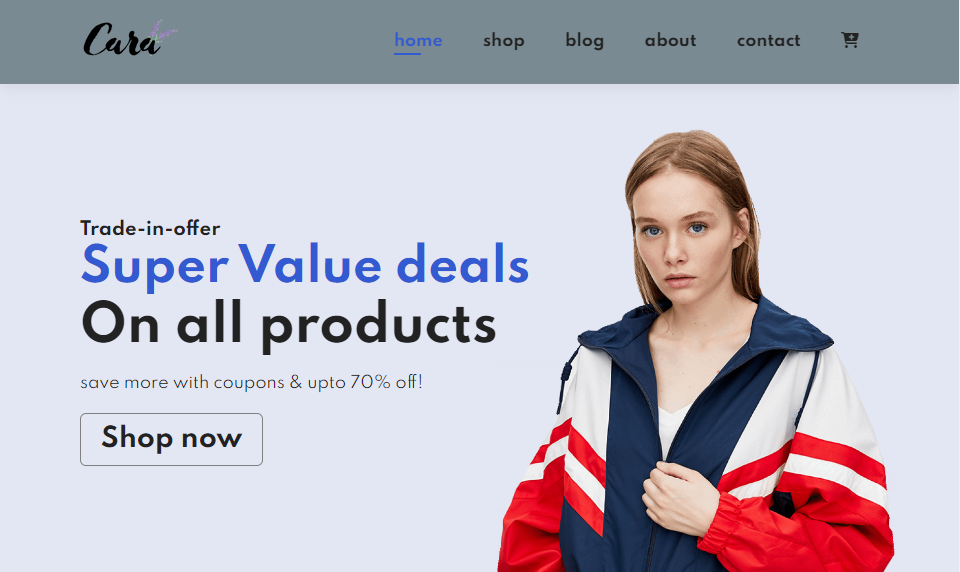 Cara
home shop blog about contact
Trade-in-offer
Super Value deals
On all products
save more with coupons & upto 70% off!
Shop now